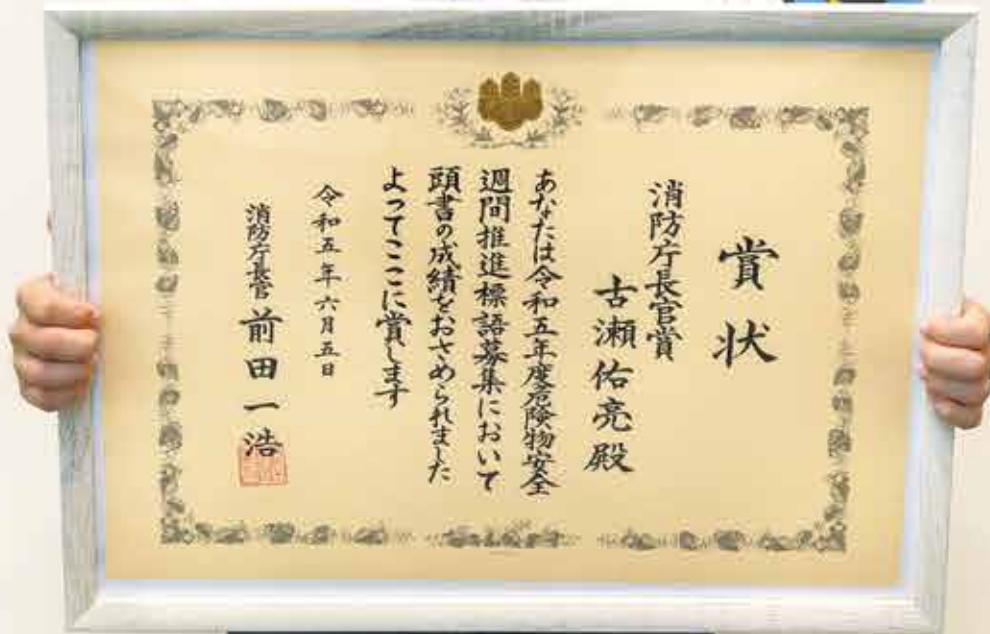 賞状
消防庁長官賞
古瀬佑亮殿
あなたは令和五年度危険物安全
週間推進標語募集において
頭書の成績をおさめられました
よってここに賞します
令和五年六月五日
消防庁長官 前田一浩